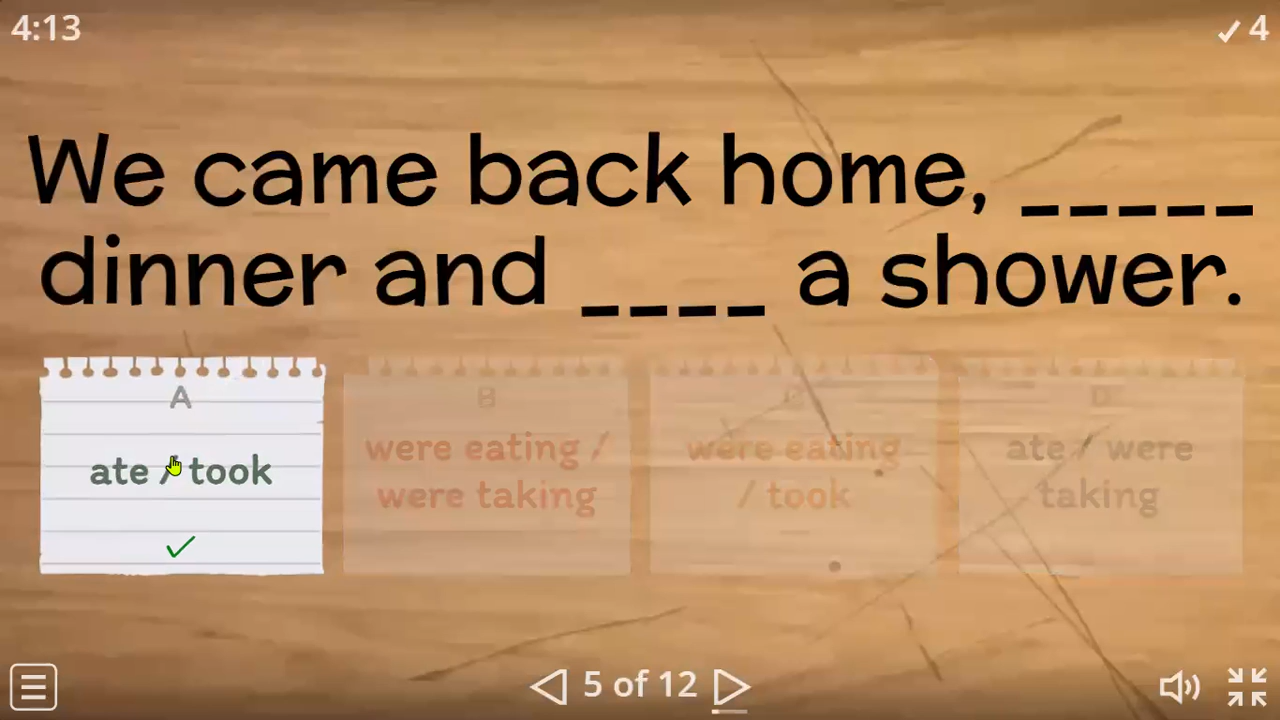 4:13
✓ 4
We came back home, _____
dinner and ____ a shower.
A
ate / took
✓
B
were eating /
were taking
C
were eating
/ took
D
ate / were
taking
5 of 12